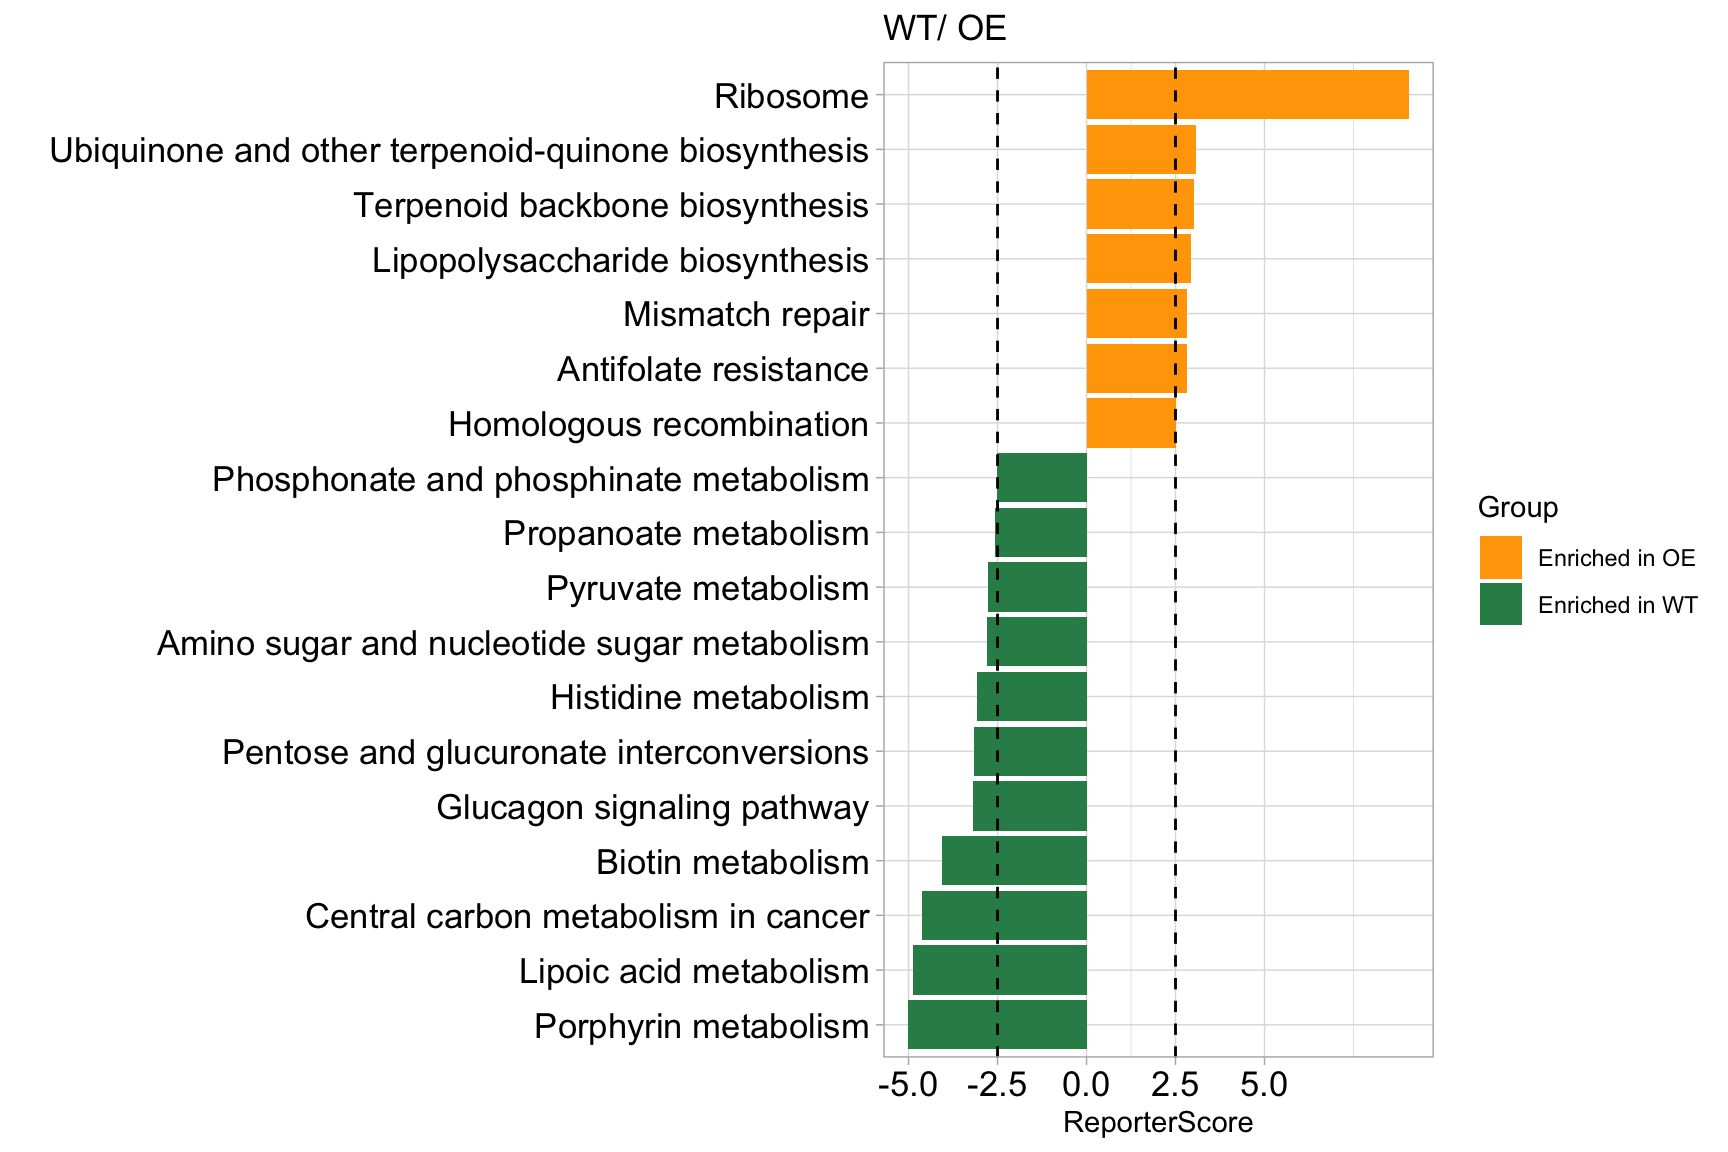 WT/ OE
Ribosome
Ubiquinone and other terpenoid-quinone biosynthesis
Terpenoid backbone biosynthesis
Lipopolysaccharide biosynthesis
Mismatch repair
Antifolate resistance
Homologous recombination
Phosphonate and phosphinate metabolism
Propanoate metabolism
Pyruvate metabolism
Amino sugar and nucleotide sugar metabolism
Histidine metabolism
Pentose and glucuronate interconversions
Glucagon signaling pathway
Biotin metabolism
Central carbon metabolism in cancer
Lipoic acid metabolism
Porphyrin metabolism
-5.0 -2.5 0.0 2.5 5.0
ReporterScore
Group
Enriched in OE
Enriched in WT